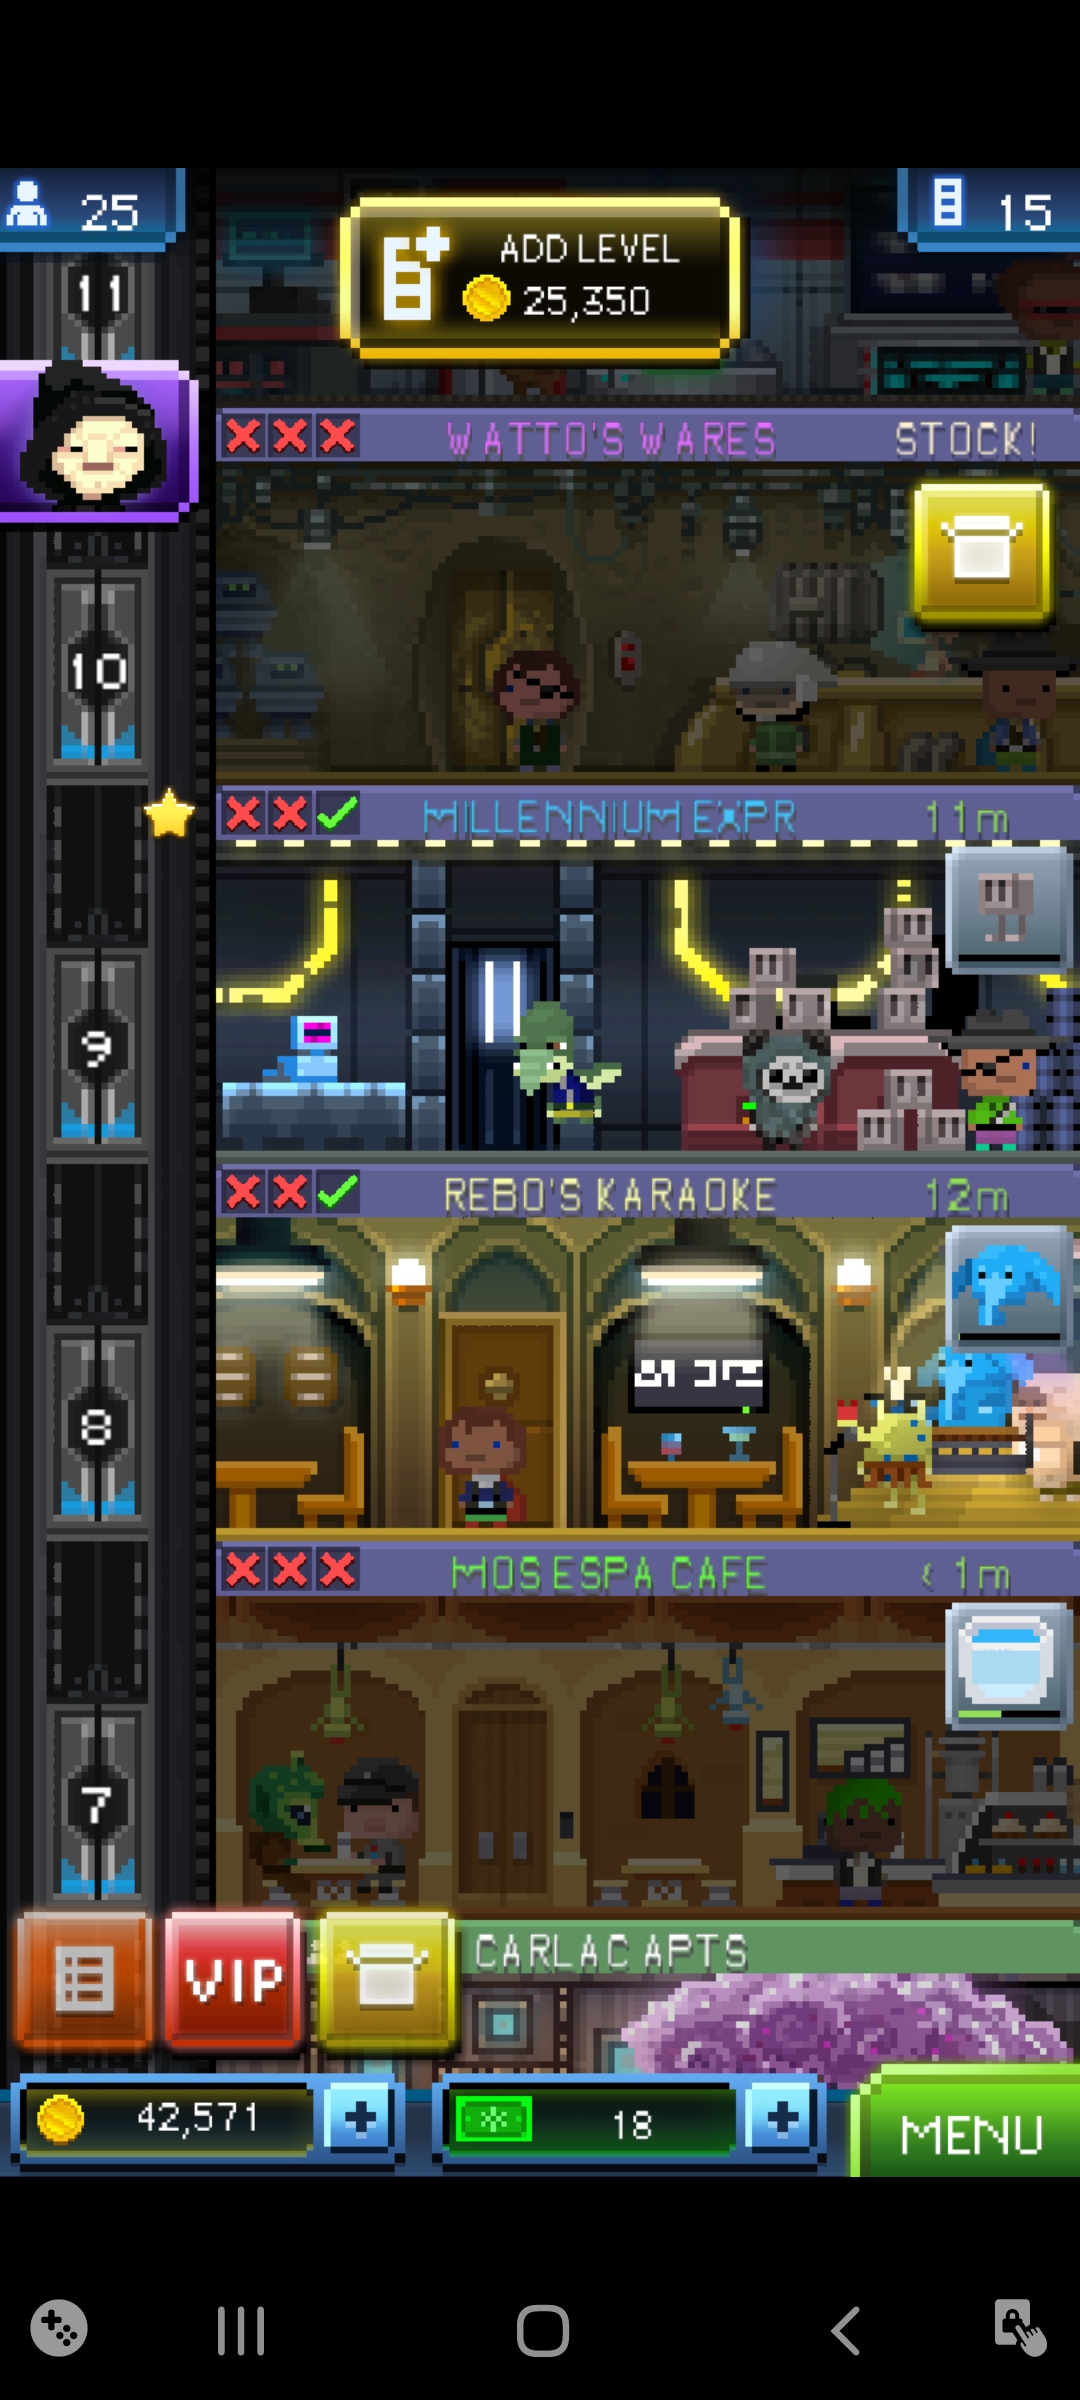 25
15
ADD LEVEL
25,350
11
WATTO'S WARES
STOCK!
10
MILLENNIUM EXPR
11m
9
REBO'S KARAOKE
12m
8
MOS ESPA CAFE
< 1m
7
VIP
CARLAC APTS
42,571
18
MENU